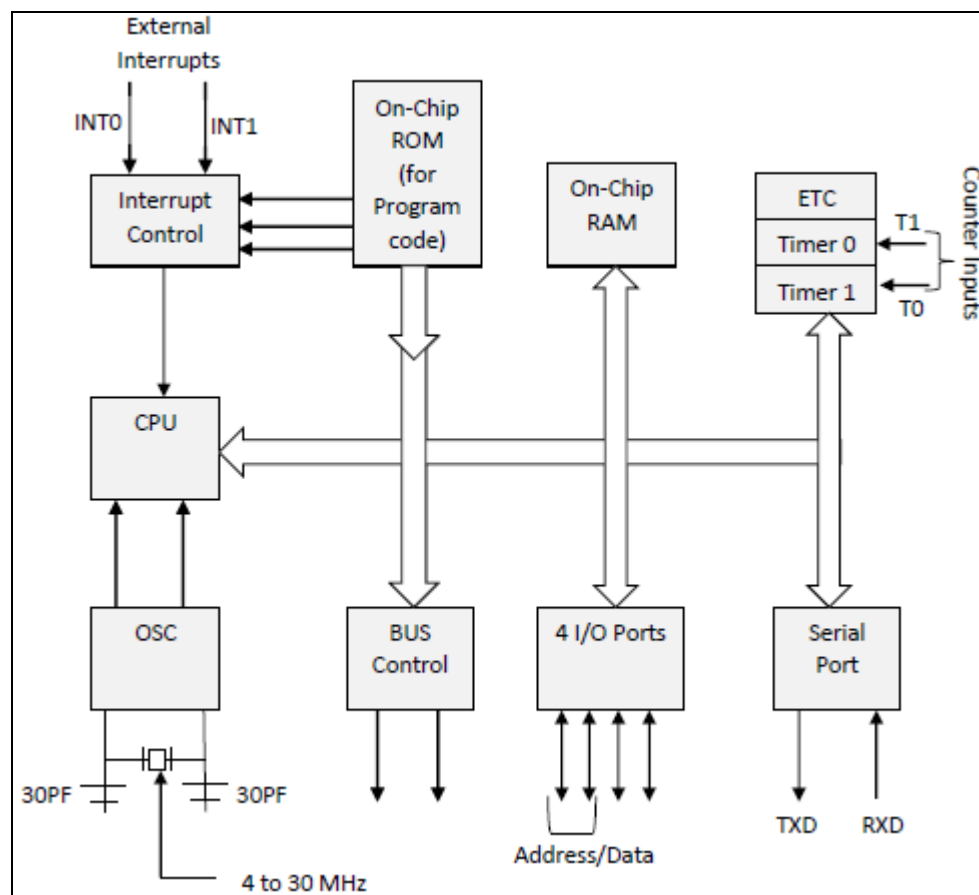 External
Interrupts
INT0
INT1
Interrupt
Control
On-Chip
ROM
(for
Program
code)
On-Chip
RAM
ETC
Timer 0
Timer 1
T1
T0
Counter Inputs
CPU
OSC
BUS
Control
4 I/O Ports
Serial
Port
30PF
30PF
4 to 30 MHz
Address/Data
TXD
RXD